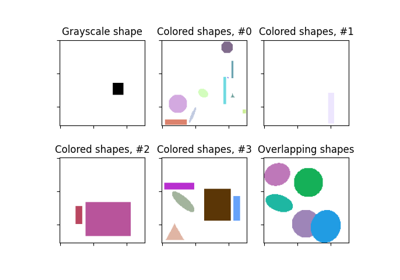 Grayscale shape
Colored shapes, #0
Colored shapes, #1
Colored shapes, #2
Colored shapes, #3
Overlapping shapes